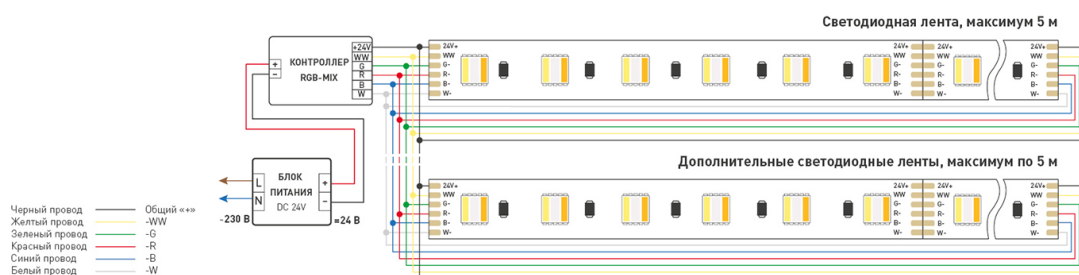 Светодиодная лента, максимум 5 м
КОНТРОЛЛЕР
RGB-MIX
+
−
+24V
WW
G
R
B
W
24V+
WW
G-
R-
B-
W-
24V+
WW
G-
R-
B-
W-
24V+
WW
G-
R-
B-
W-
Дополнительные светодиодные ленты, максимум по 5 м
БЛОК
ПИТАНИЯ
DC 24V
L
N
+
−
~230 В
=24 В
24V+
WW
G-
R-
B-
W-
24V+
WW
G-
R-
B-
W-
24V+
WW
G-
R-
B-
W-
Черный провод Общий «+»
Желтый провод -WW
Зеленый провод -G
Красный провод -R
Синий провод -B
Белый провод -W